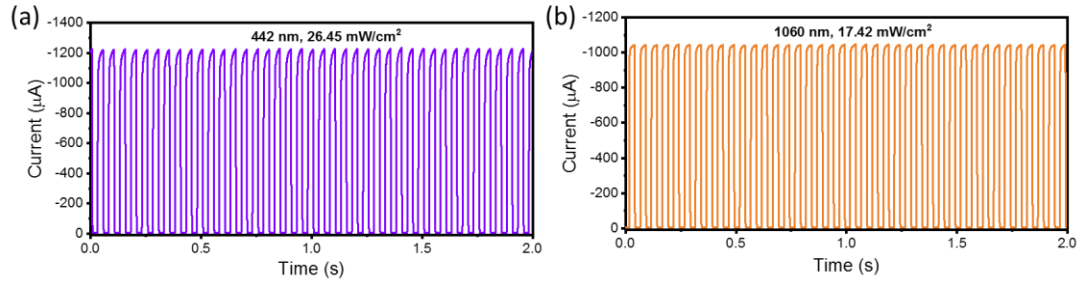 (a)
442 nm, 26.45 mW/cm²
-1400
-1200
-1000
-800
-600
-400
-200
0
Current (μA)
0.0 0.5 1.0 1.5 2.0
Time (s)
(b)
1060 nm, 17.42 mW/cm²
-1200
-1000
-800
-600
-400
-200
0
Current (μA)
0.0 0.5 1.0 1.5 2.0
Time (s)